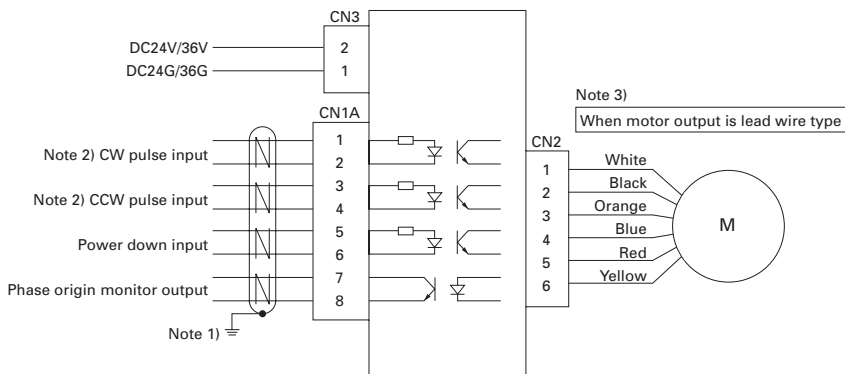 CN3
DC24V/36V
2
DC24G/36G
1
CN1A
Note 2) CW pulse input
1
2
Note 2) CCW pulse input
3
4
Power down input
5
6
Phase origin monitor output
7
8
Note 1)
Note 3)
When motor output is lead wire type
CN2
1
White
2
Black
3
Orange
4
Blue
5
Red
6
Yellow
M